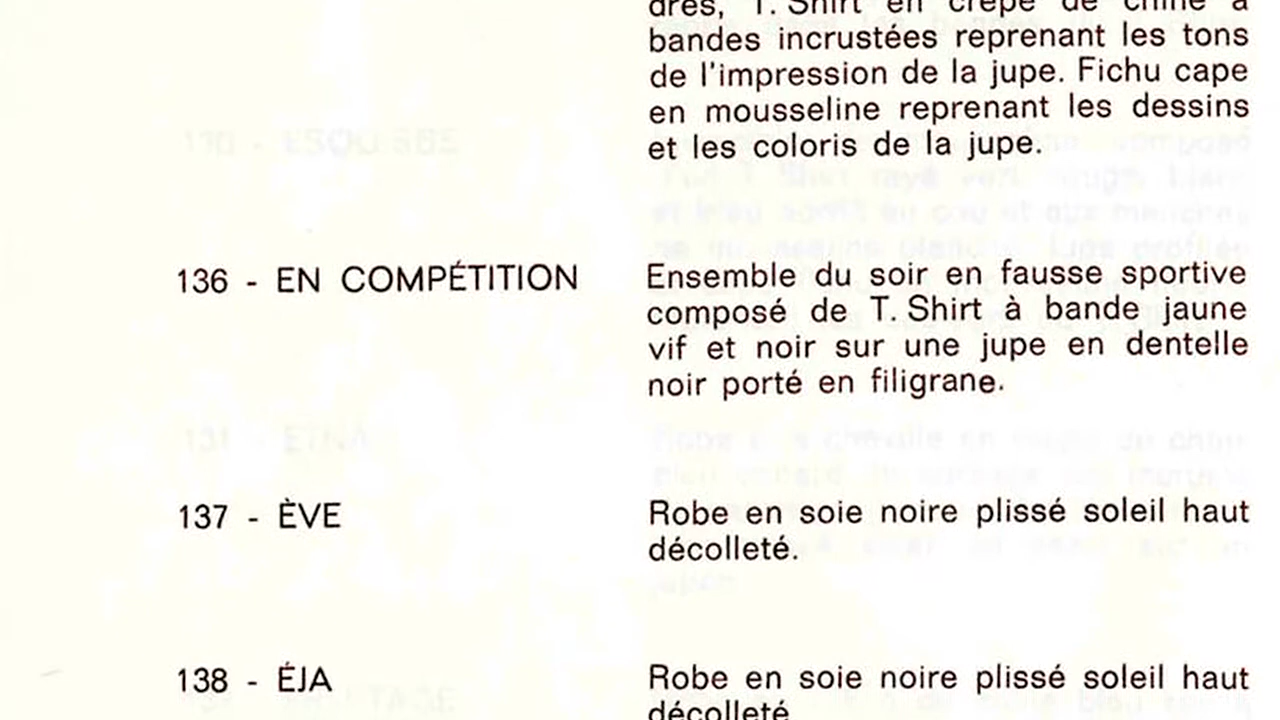 drés, T. Shirt en crêpe de chine à
bandes incrustées reprenant les tons
de l'impression de la jupe. Fichu cape
en mousseline reprenant les dessins
et les coloris de la jupe.
136 - EN COMPÉTITION Ensemble du soir en fausse sportive
composé de T. Shirt à bande jaune
vif et noir sur une jupe en dentelle
noir porté en filigrane.
137 - ÈVE Robe en soie noire plissé soleil haut
décolleté.
138 - ÉJA Robe en soie noire plissé soleil haut
décolleté